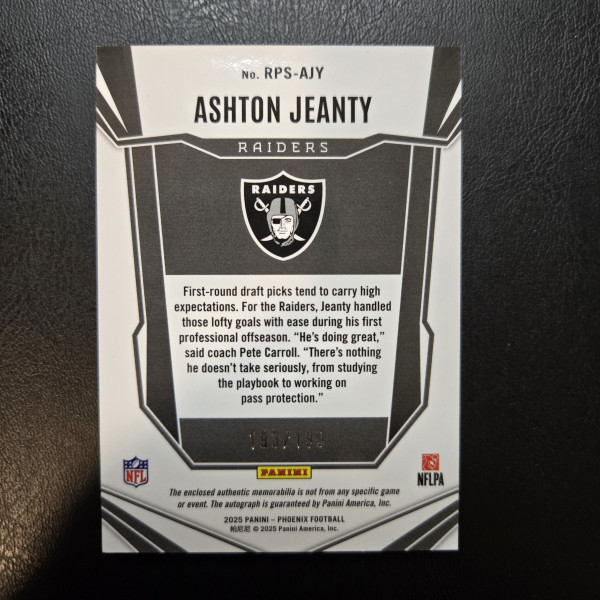 No. RPS-AJY
ASHTON JEANTY
RAIDERS
RAIDERS
First-round draft picks tend to carry high
expectations. For the Raiders, Jeanty handled
those lofty goals with ease during his first
professional offseason. “He’s doing great,”
said coach Pete Carroll. “There’s nothing
he doesn’t take seriously, from studying
the playbook to working on
pass protection.”
PANINI
NFL
NFLPA
The enclosed authentic memorabilia is not from any specific game
or event. The autograph is guaranteed by Panini America, Inc.
2025 PANINI – PHOENIX FOOTBALL
帕尼尼 © 2025 Panini America, Inc.